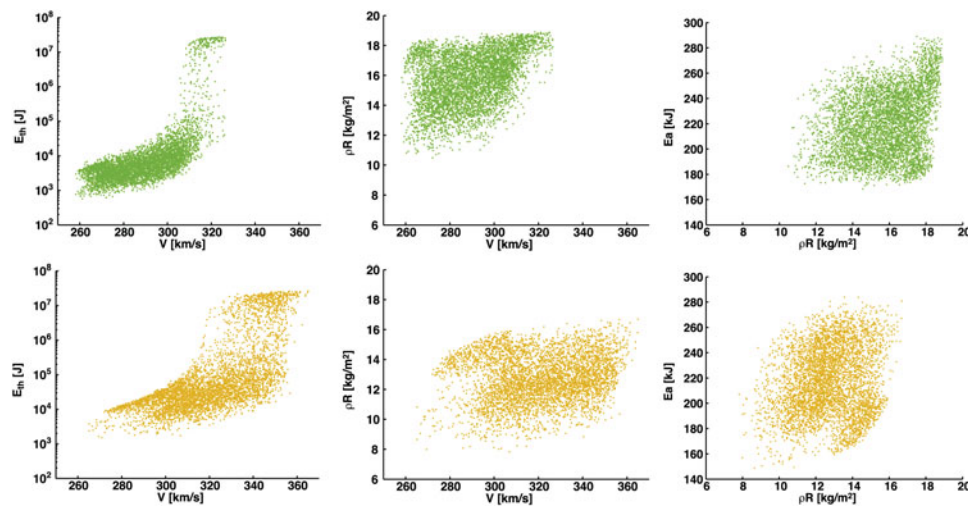 10⁸
10⁷
10⁶
10⁵
10⁴
10³
10²
Eth [J]
260 280 300 320 340 360
V [km/s]
20
18
16
14
12
10
8
6
ρR [kg/m²]
260 280 300 320 340 360
V [km/s]
300
280
260
240
220
200
180
160
140
Ea [kJ]
6 8 10 12 14 16 18 20
ρR [kg/m²]
10⁸
10⁷
10⁶
10⁵
10⁴
10³
10²
Eth [J]
260 280 300 320 340 360
V [km/s]
20
18
16
14
12
10
8
6
ρR [kg/m²]
260 280 300 320 340 360
V [km/s]
300
280
260
240
220
200
180
160
140
Ea [kJ]
6 8 10 12 14 16 18 20
ρR [kg/m²]